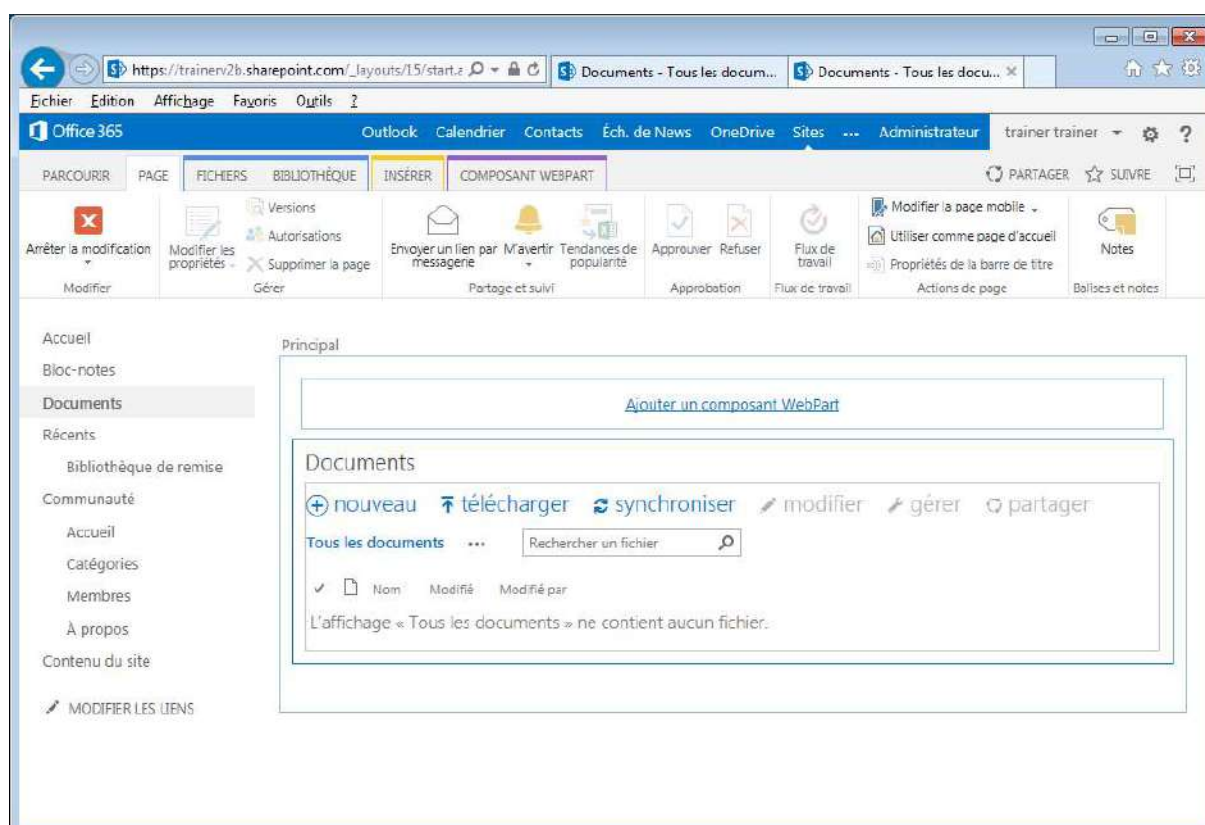 https://trainerv2b.sharepoint.com/_layouts/15/start.a
Documents - Tous les docum...
Documents - Tous les docu...
Fichier Edition Affichage Favoris Outils ?
Office 365 Outlook Calendrier Contacts Éch. de News OneDrive Sites ... Administrateur trainer trainer ?
PARCOURIR PAGE FICHIERS BIBLIOTHÈQUE INSÉRER COMPOSANT WEBPART PARTAGER SUIVRE
Arrêter la modification
Modifier
Modifier les
propriétés
Versions
Autorisations
Supprimer la page
Gérer
Envoyer un lien par
messagerie
M'avertir
Tendances de
popularité
Partage et suivi
Approuver Refuser
Approbation
Flux de
travail
Flux de travail
Modifier la page mobile
Utiliser comme page d'accueil
Propriétés de la barre de titre
Actions de page
Notes
Balises et notes
Accueil
Bloc-notes
Documents
Récents
Bibliothèque de remise
Communauté
Accueil
Catégories
Membres
À propos
Contenu du site
MODIFIER LES LIENS
Principal
Ajouter un composant WebPart
Documents
nouveau télécharger synchroniser modifier gérer partager
Tous les documents ... Rechercher un fichier
Nom Modifié Modifié par
L'affichage « Tous les documents » ne contient aucun fichier.